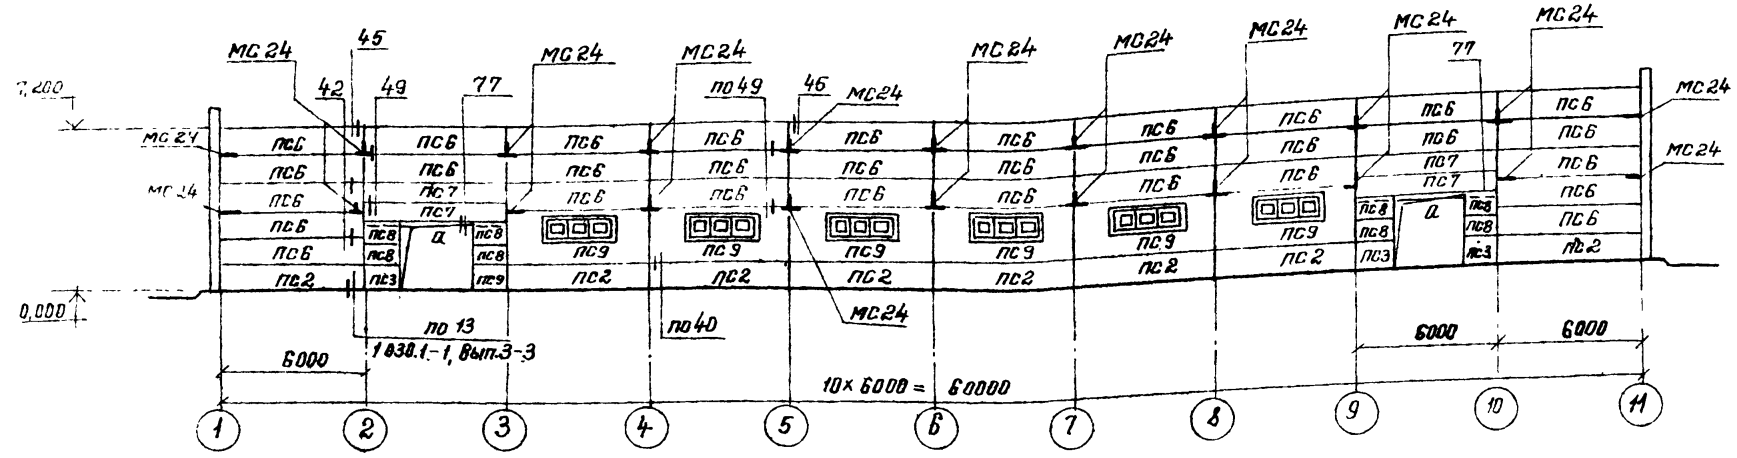 45
МС24
МС24
МС24
МС24
МС24
МС24
МС24
МС24
42
49
77
по 49
46
МС24
77
МС24
7,200
МС24
МС24
МС24
ПС6 ПС6 ПС6 ПС6 ПС6 ПС6 ПС6 ПС6 ПС6 ПС6
ПС6 ПС6 ПС6 ПС6 ПС6 ПС6 ПС6 ПС6 ПС6 ПС6
ПС6 ПС7 ПС6 ПС6 ПС6 ПС6 ПС6 ПС6 ПС7 ПС6
ПС6 ПС7 ПС7 ПС6
ПС8 а ПС8 ПС8 а ПС8
ПС6 ПС8 ПС8 ПС9 ПС9 ПС9 ПС9 ПС9 ПС9 ПС8 ПС8 ПС6
ПС2 ПС3 ПС9 ПС2 ПС2 ПС2 ПС2 ПС2 ПС2 ПС3 ПС3 ПС2
0,000
МС24
по 13
1 030.1-1, Вып.3-3
по 40
6000
6000
6000
10 × 6000 = 60000
1 2 3 4 5 6 7 8 9 10 11